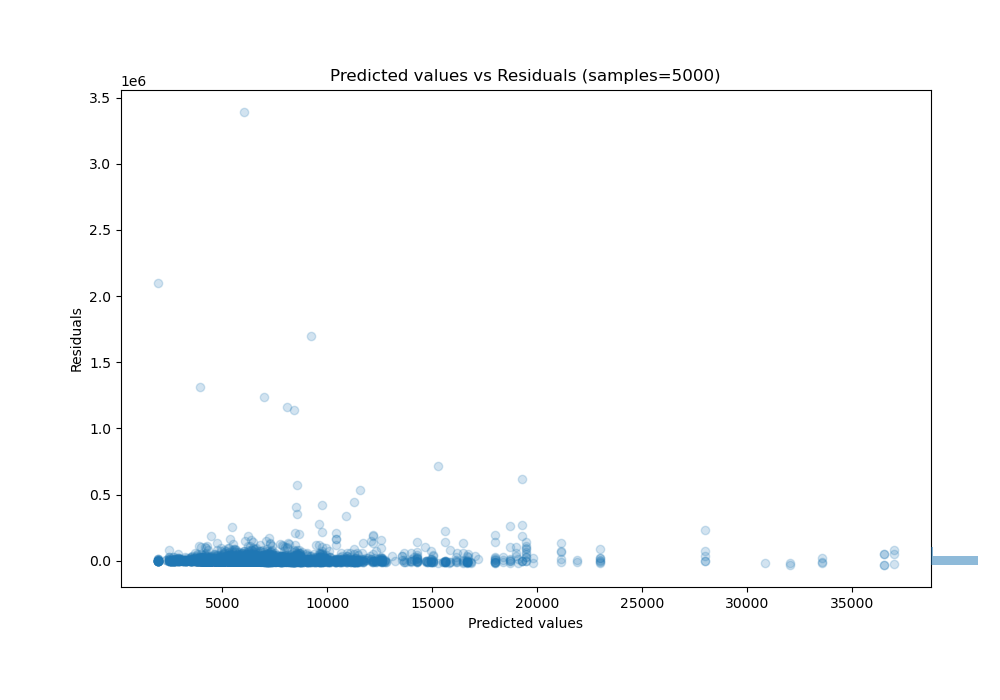 Predicted values vs Residuals (samples=5000)
1e6
3.5
3.0
2.5
2.0
1.5
1.0
0.5
0.0
Residuals
5000 10000 15000 20000 25000 30000 35000
Predicted values